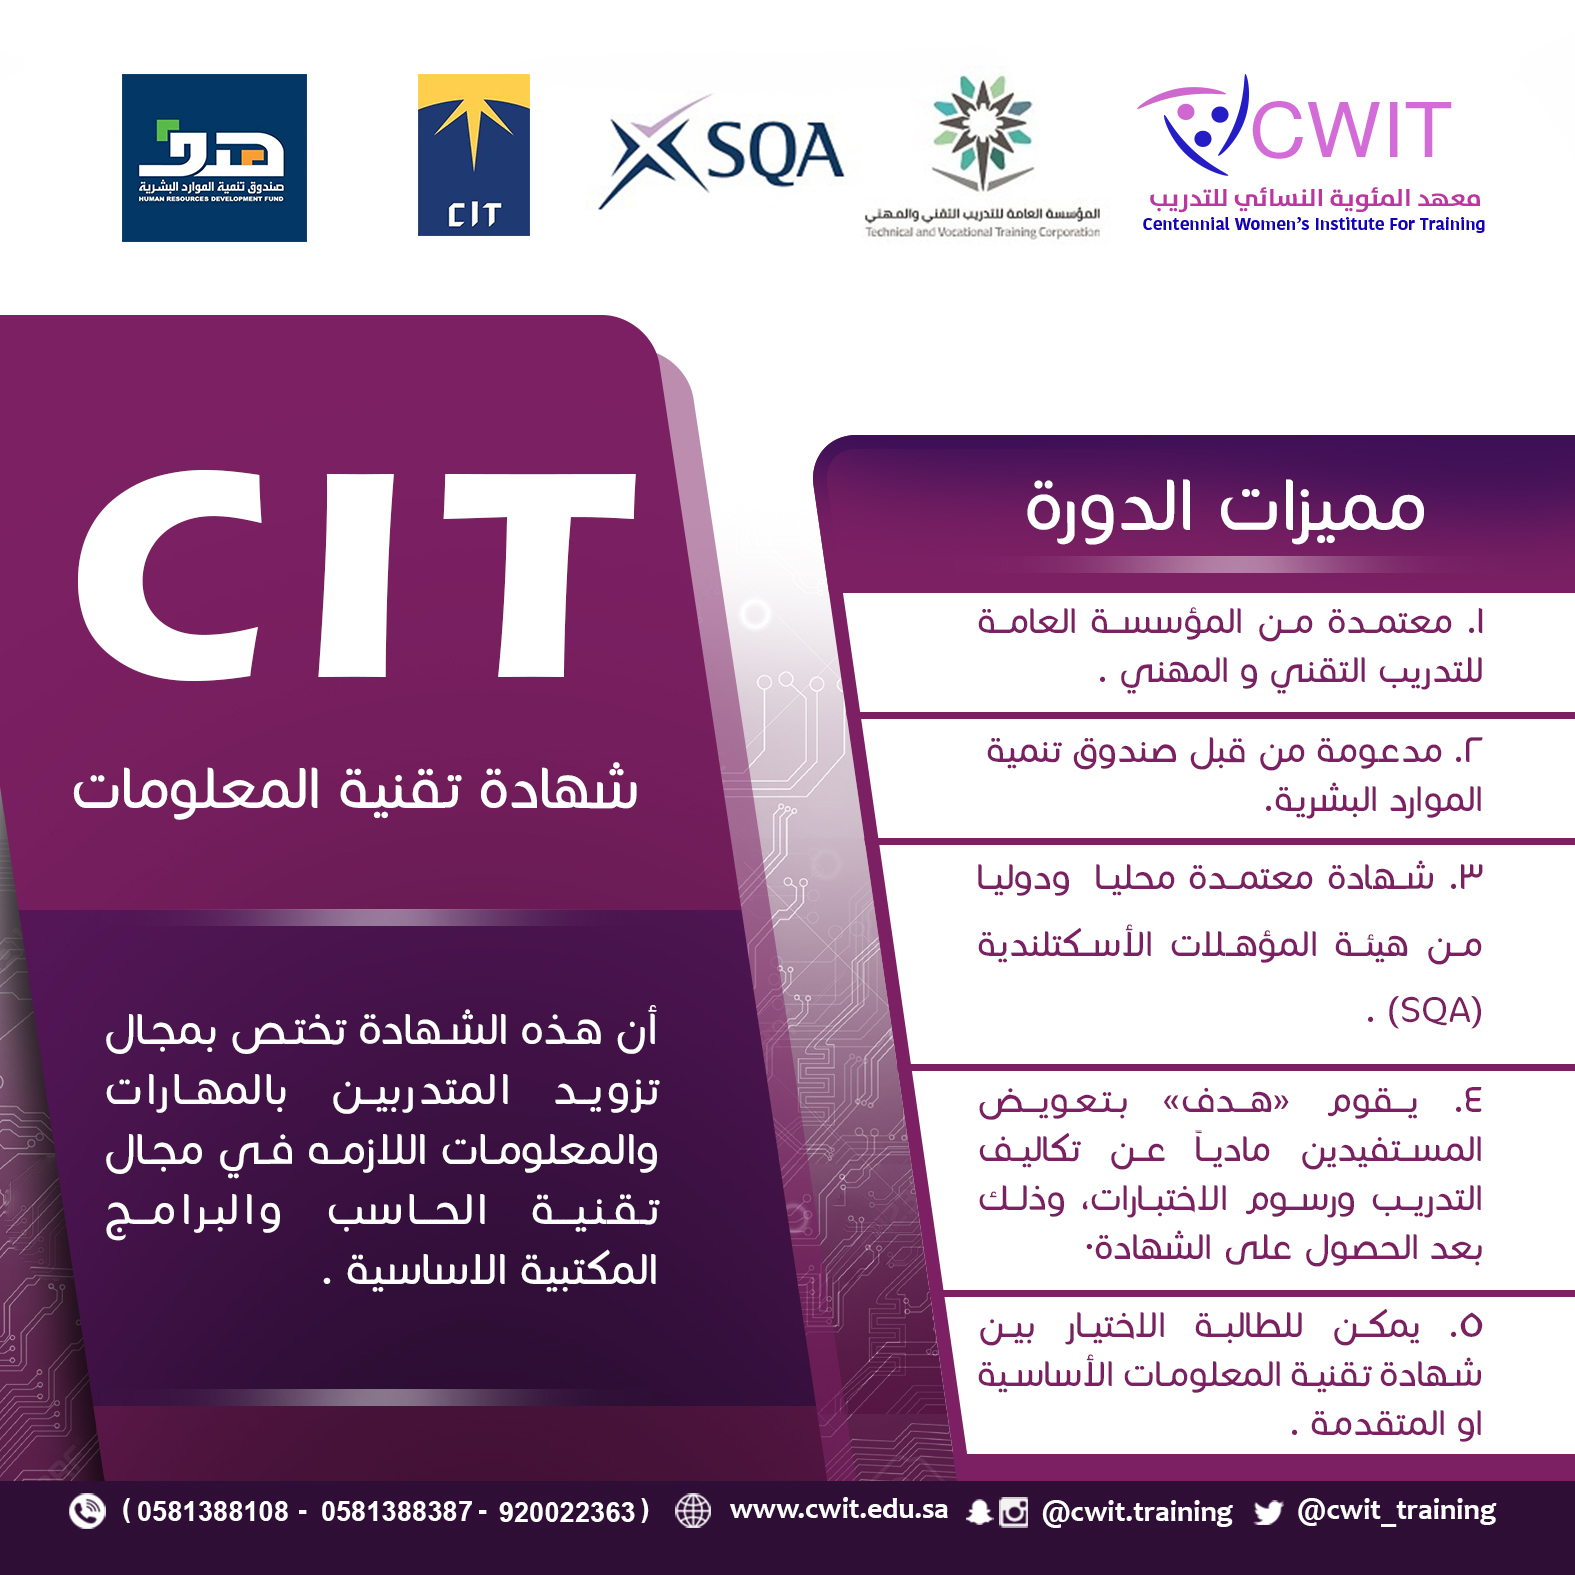 هدف
صندوق تنمية الموارد البشرية
HUMAN RESOURCES DEVELOPMENT FUND
CIT
SQA
المؤسسة العامة للتدريب التقني والمهني
Technical and Vocational Training Corporation
CWIT
معهد المئوية النسائي للتدريب
Centennial Women's Institute For Training
CIT
شهادة تقنية المعلومات
أن هذه الشهادة تختص بمجال
تزويد المتدربين بالمهارات
والمعلومات اللازمه في مجال
تقنية الحاسب والبرامج
المكتبية الاساسية .
مميزات الدورة
١. معتمدة من المؤسسة العامة
للتدريب التقني و المهني .
٢. مدعومة من قبل صندوق تنمية
الموارد البشرية.
٣. شهادة معتمدة محليا ودوليا
من هيئة المؤهلات الأسكتلندية
(SQA) .
٤. يقوم «هدف» بتعويض
المستفيدين مادياً عن تكاليف
التدريب ورسوم الاختبارات، وذلك
بعد الحصول على الشهادة.
٥. يمكن للطالبة الاختيار بين
شهادة تقنية المعلومات الأساسية
او المتقدمة .
( 0581388108 - 0581388387 - 920022363 )
www.cwit.edu.sa
@cwit.training
@cwit_training